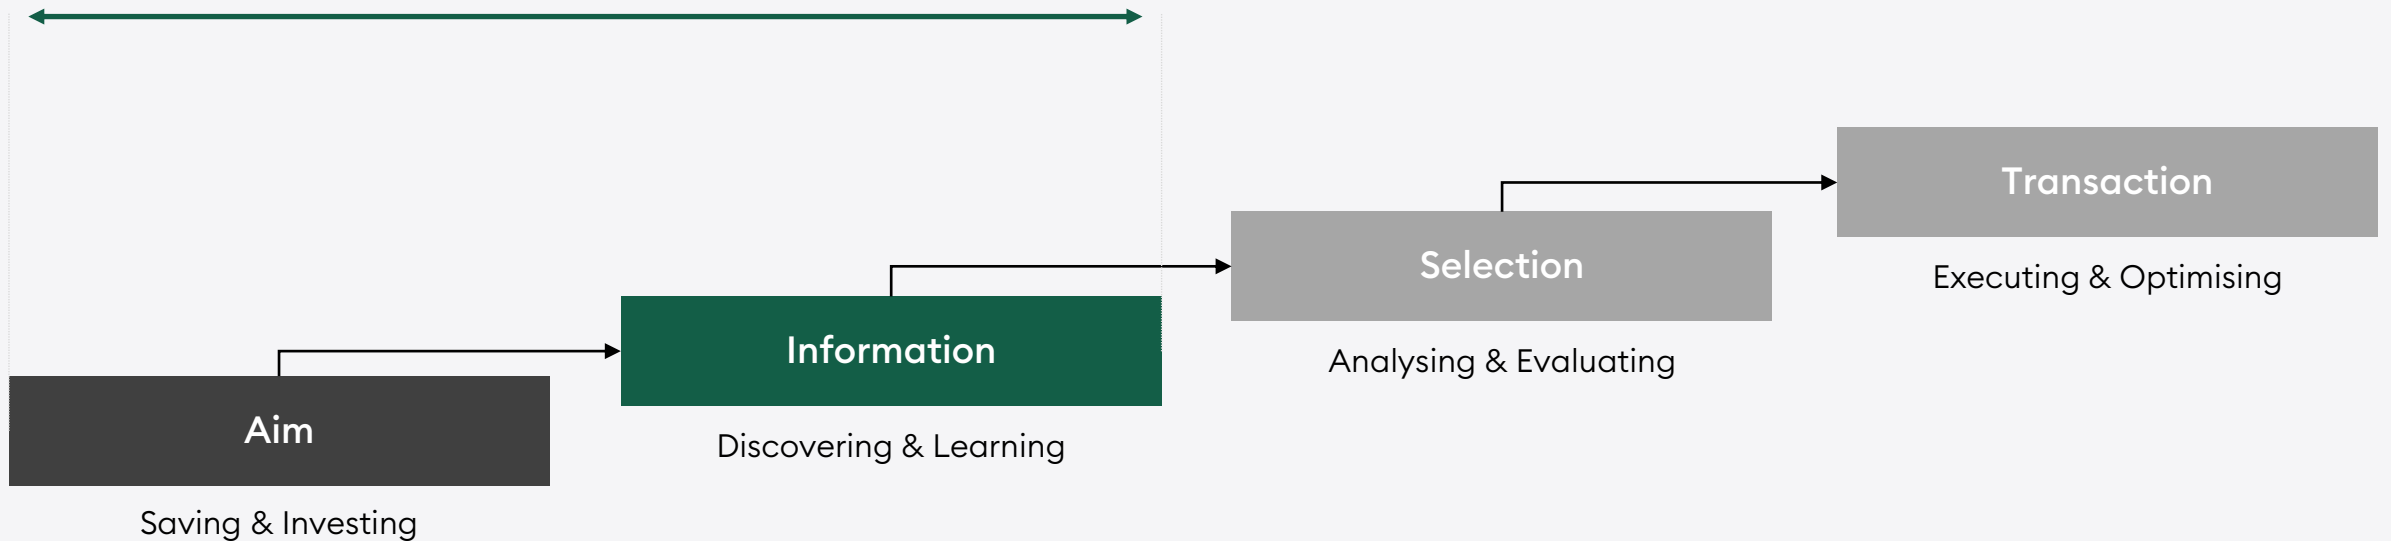 Aim
Saving & Investing
Information
Discovering & Learning
Selection
Analysing & Evaluating
Transaction
Executing & Optimising